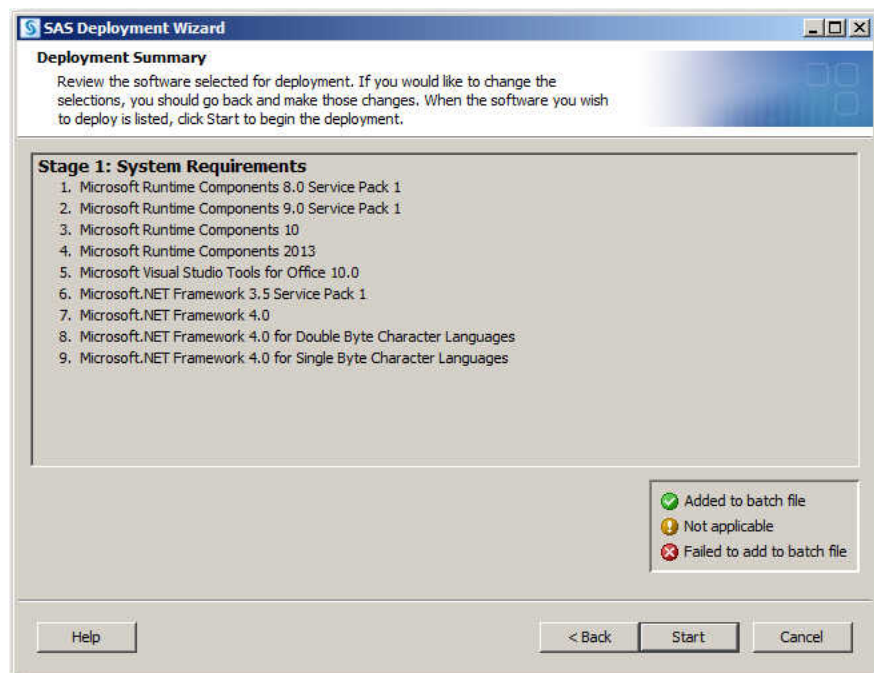 SAS Deployment Wizard
Deployment Summary
Review the software selected for deployment. If you would like to change the
selections, you should go back and make those changes. When the software you wish
to deploy is listed, click Start to begin the deployment.
Stage 1: System Requirements
1. Microsoft Runtime Components 8.0 Service Pack 1
2. Microsoft Runtime Components 9.0 Service Pack 1
3. Microsoft Runtime Components 10
4. Microsoft Runtime Components 2013
5. Microsoft Visual Studio Tools for Office 10.0
6. Microsoft.NET Framework 3.5 Service Pack 1
7. Microsoft.NET Framework 4.0
8. Microsoft.NET Framework 4.0 for Double Byte Character Languages
9. Microsoft.NET Framework 4.0 for Single Byte Character Languages
Added to batch file
Not applicable
Failed to add to batch file
Help
< Back
Start
Cancel